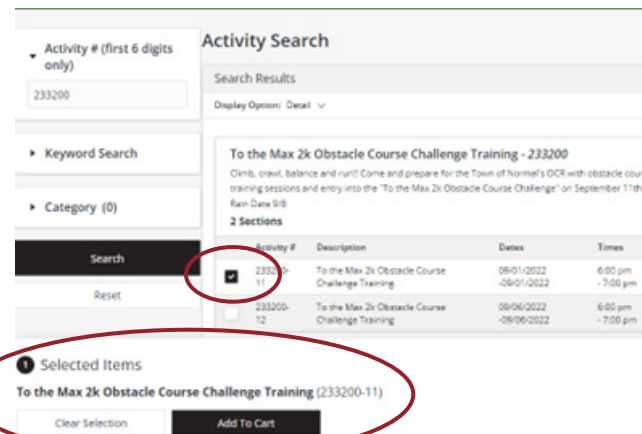 Activity # (first 6 digits
only)
233200
Keyword Search
Category (0)
Search
Reset
Activity Search
Search Results
Display Option: Detail
To the Max 2k Obstacle Course Challenge Training - 233200
Climb, crawl, balance and run!! Come and prepare for the Town of Normal's OCR with obstacle cour
training sessions and entry into the "To the Max 2k Obstacle Course Challenge" on September 11th
Rain Date 9/8
2 Sections
Activity # Description Dates Times
233200- To the Max 2k Obstacle Course 09/01/2022 6:00 pm
11 Challenge Training -09/01/2022 - 7:00 pm
233200- To the Max 2k Obstacle Course 09/06/2022 6:00 pm
12 Challenge Training -09/06/2022 - 7:00 pm
1 Selected Items
To the Max 2k Obstacle Course Challenge Training (233200-11)
Clear Selection Add To Cart